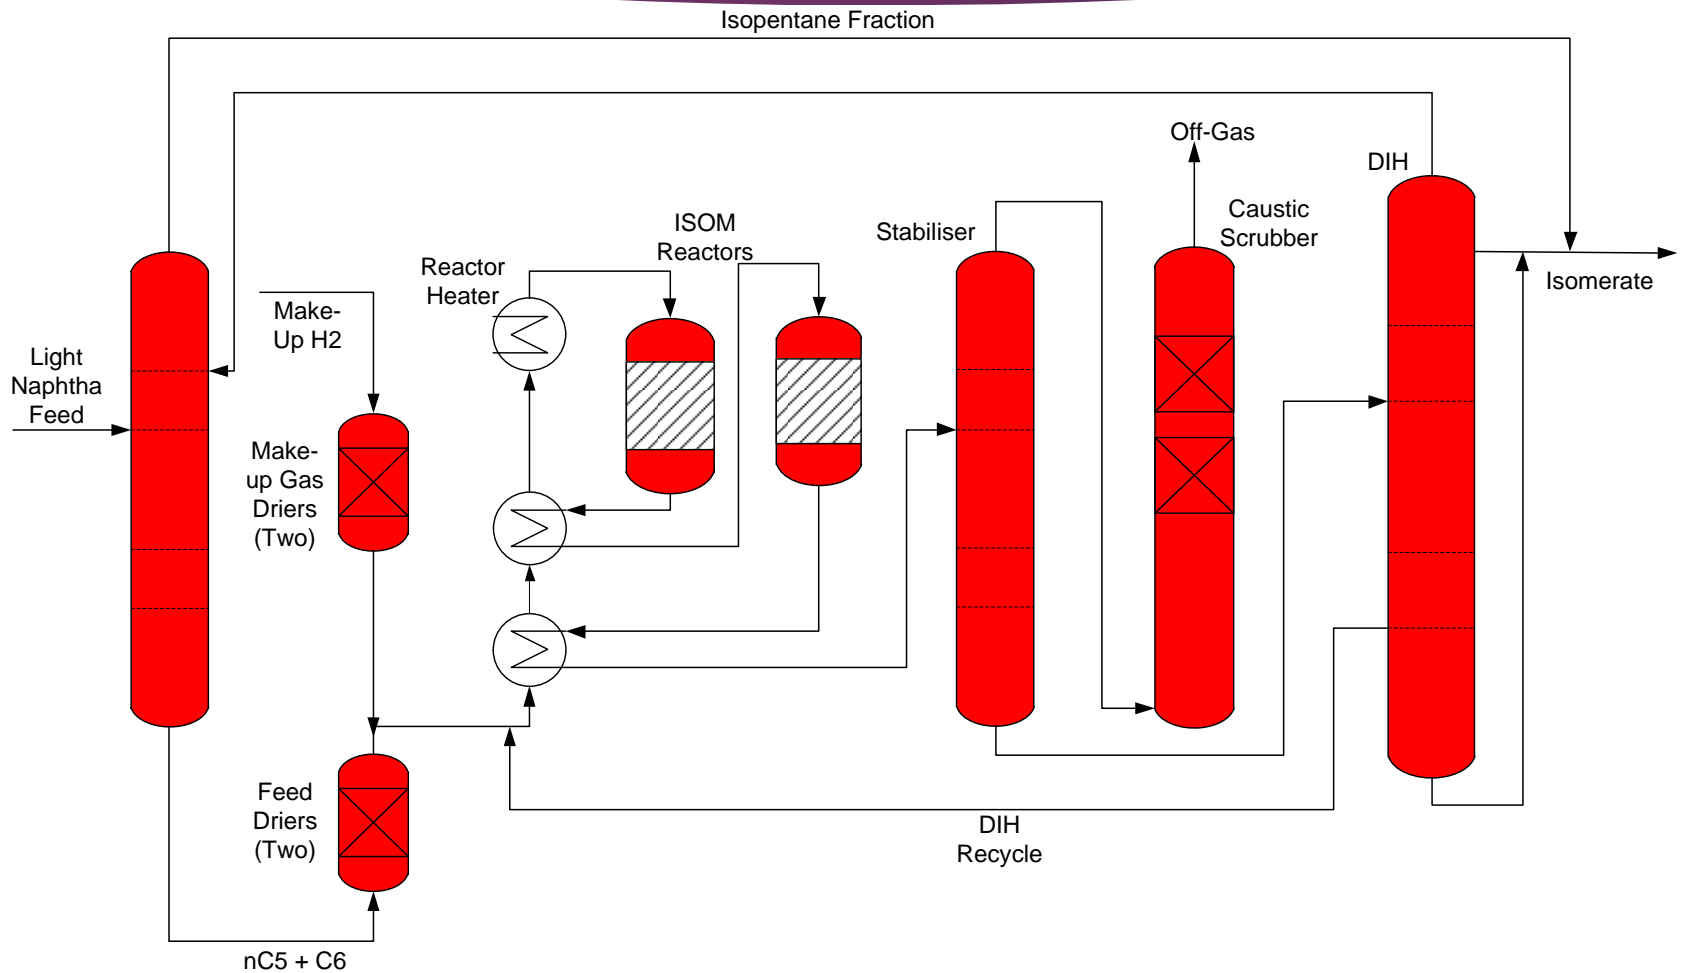 Isopentane Fraction
Off-Gas
DIH
ISOM
Reactors
Stabiliser
Caustic
Scrubber
Reactor
Heater
Isomerate
Make-
Up H2
Light
Naphtha
Feed
Make-
up Gas
Driers
(Two)
Feed
Driers
(Two)
DIH
Recycle
nC5 + C6